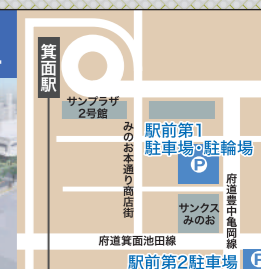 箕面駅
サンプラザ
2号館
みのお本通り商店街
駅前第1
駐車場・駐輪場
P
府道豊中亀岡線
サンクス
みのお
府道箕面池田線
駅前第2駐車場
P